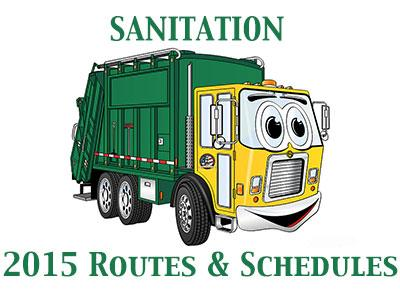 SANITATION
2015 ROUTES & SCHEDULES